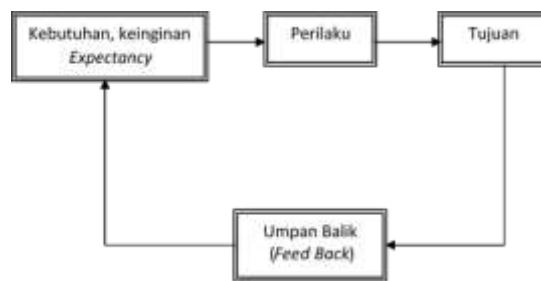 Kebutuhan, keinginan
Expectancy
Perilaku
Tujuan
Umpan Balik
(Feed Back)